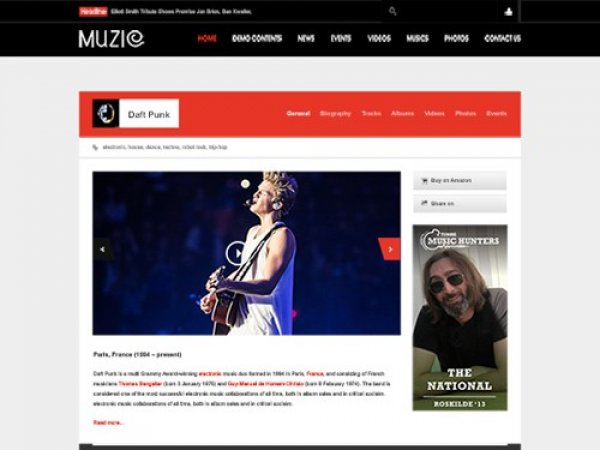 Headline Elliott Smith Tribute Shows Promise Jon Brion, Ben Kweller,
MUZIC
HOME DEMO CONTENTS NEWS EVENTS VIDEOS MUSICS PHOTOS CONTACT US
Daft Punk
General Biography Tracks Albums Videos Photos Events
electronic, house, dance, techno, robot rock, trip-hop
Buy on Amazon
Share on
MUSIC HUNTERS
THE
NATIONAL
ROSKILDE '13
Paris, France (1994 – present)
Daft Punk is a multi Grammy Award-winning electronic music duo formed in 1994 in Paris, France, and consisting of French
musicians Thomas Bangalter (born 3 January 1975) and Guy-Manuel de Homem-Christo (born 8 February 1974). The band is
considered one of the most successful electronic music collaborations of all time, both in album sales and in critical acclaim.
electronic music collaborations of all time, both in album sales and in critical acclaim.
Read more...